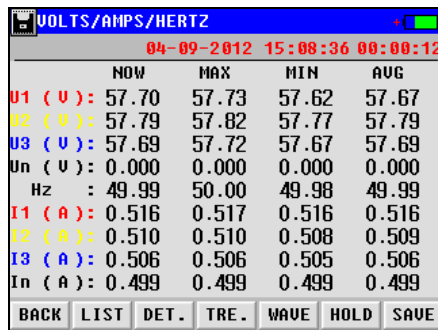 VOLTS/AMPS/HERTZ
04-09-2012 15:08:36 00:00:12
NOW MAX MIN AVG
U1 (V): 57.70 57.73 57.62 57.67
U2 (V): 57.79 57.82 57.77 57.79
U3 (V): 57.69 57.72 57.67 57.69
Un (V): 0.000 0.000 0.000 0.000
Hz : 49.99 50.00 49.98 49.99
I1 (A): 0.516 0.517 0.516 0.516
I2 (A): 0.510 0.510 0.508 0.509
I3 (A): 0.506 0.506 0.505 0.506
In (A): 0.499 0.499 0.499 0.499
BACK LIST DET. TRE. WAVE HOLD SAVE